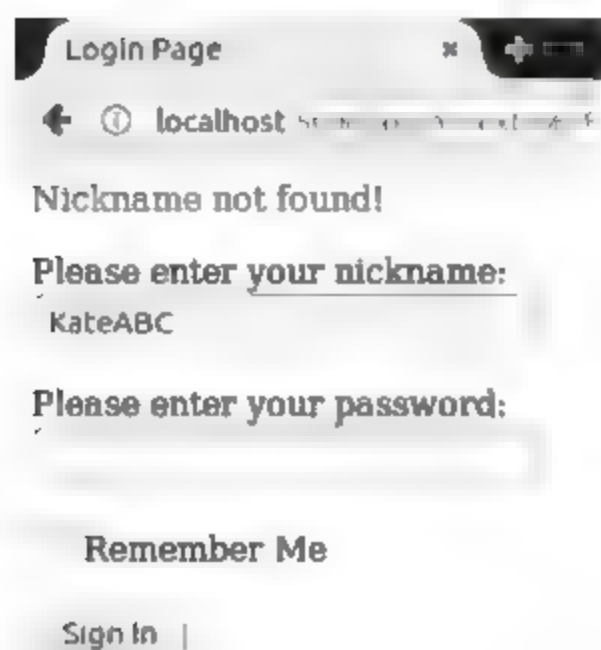 Login Page
localhost
Nickname not found!
Please enter your nickname:
KateABC
Please enter your password:
Remember Me
Sign In